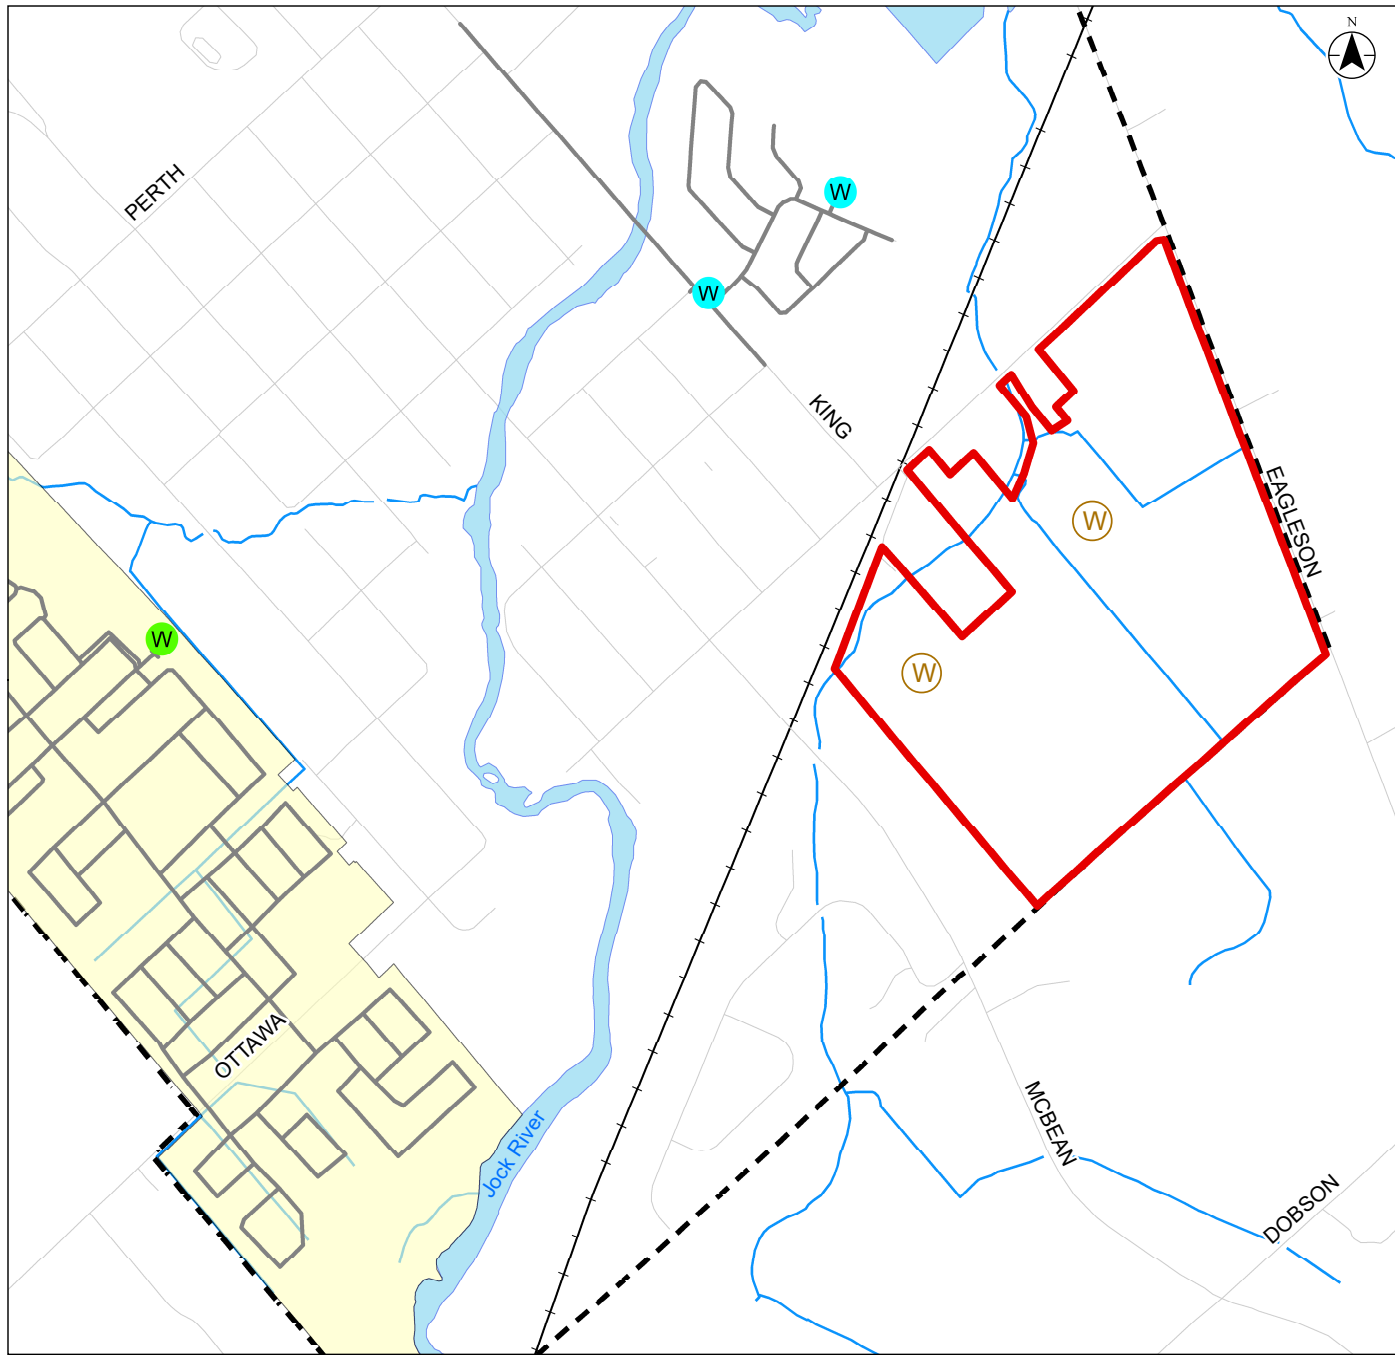 N
PERTH
W
W
KING
EAGLESON
W
W
W
OTTAWA
Jock River
MCBEAN
DOBSON